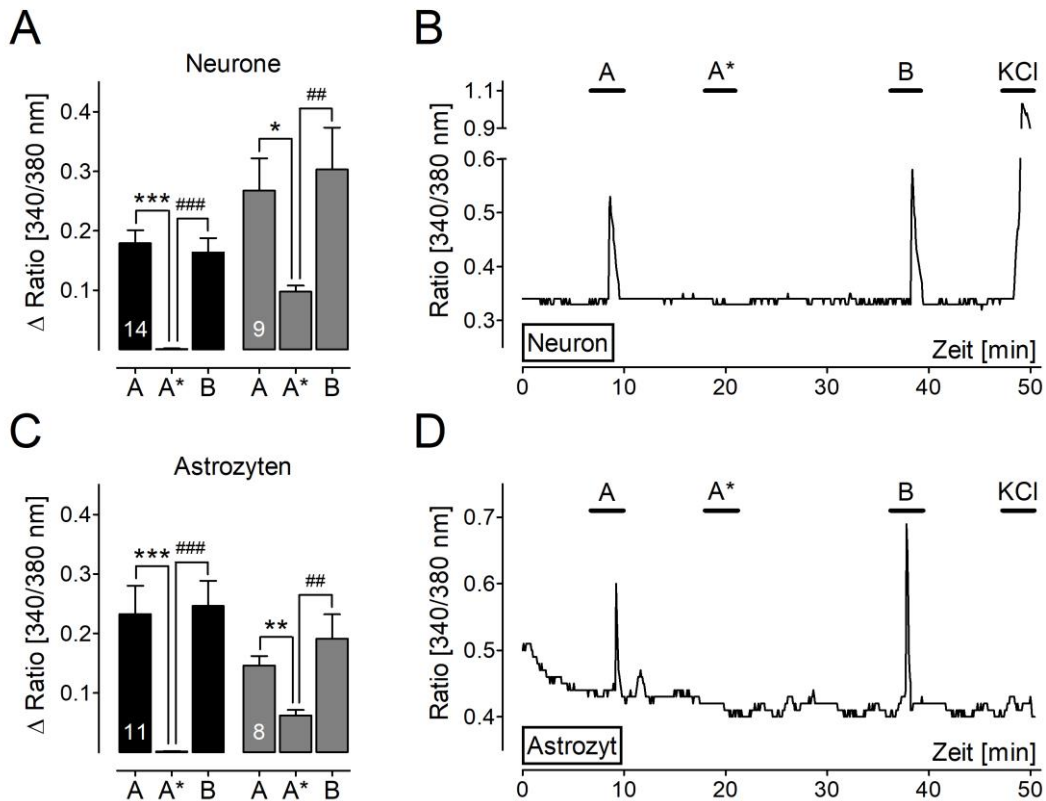 A
Neurone
Δ Ratio [340/380 nm]
0.4
0.3
0.2
0.1
*** ###
* ##
14
9
A A* B A A* B
B
A A* B KCl
Ratio [340/380 nm]
1.1
0.9
0.6
0.5
0.4
0.3
Neuron
Zeit [min]
0 10 20 30 40 50
C
Astrozyten
Δ Ratio [340/380 nm]
0.4
0.3
0.2
0.1
*** ###
** ##
11
8
A A* B A A* B
D
A A* B KCl
Ratio [340/380 nm]
0.7
0.6
0.5
0.4
Astrozyt
Zeit [min]
0 10 20 30 40 50